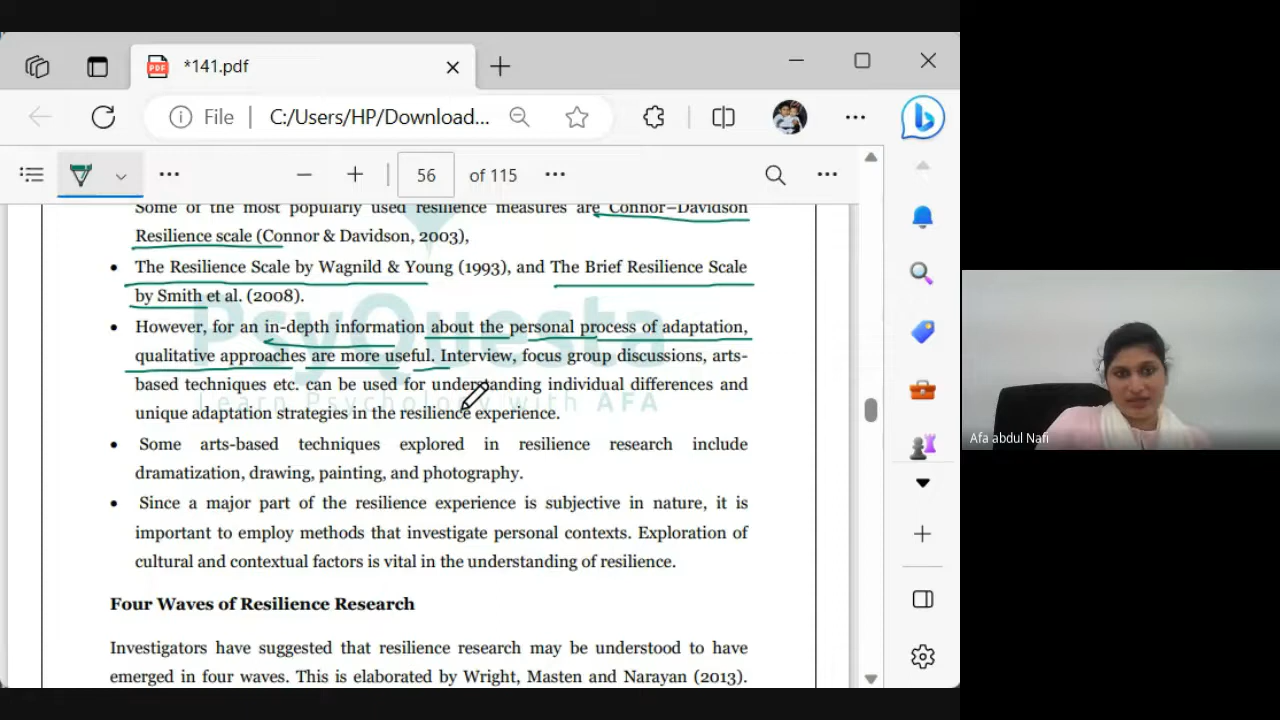 *141.pdf
File
C:/Users/HP/Download...
56 of 115
Some of the most popularly used resilience measures are Connor–Davidson
Resilience scale (Connor & Davidson, 2003),
• The Resilience Scale by Wagnild & Young (1993), and The Brief Resilience Scale
by Smith et al. (2008).
• However, for an in-depth information about the personal process of adaptation,
qualitative approaches are more useful. Interview, focus group discussions, arts-
based techniques etc. can be used for understanding individual differences and
unique adaptation strategies in the resilience experience.
• Some arts-based techniques explored in resilience research include
dramatization, drawing, painting, and photography.
• Since a major part of the resilience experience is subjective in nature, it is
important to employ methods that investigate personal contexts. Exploration of
cultural and contextual factors is vital in the understanding of resilience.
Four Waves of Resilience Research
Investigators have suggested that resilience research may be understood to have
emerged in four waves. This is elaborated by Wright, Masten and Narayan (2013).
PsyQuesta
Learn Psychology with AFA
Afa abdul Nafi